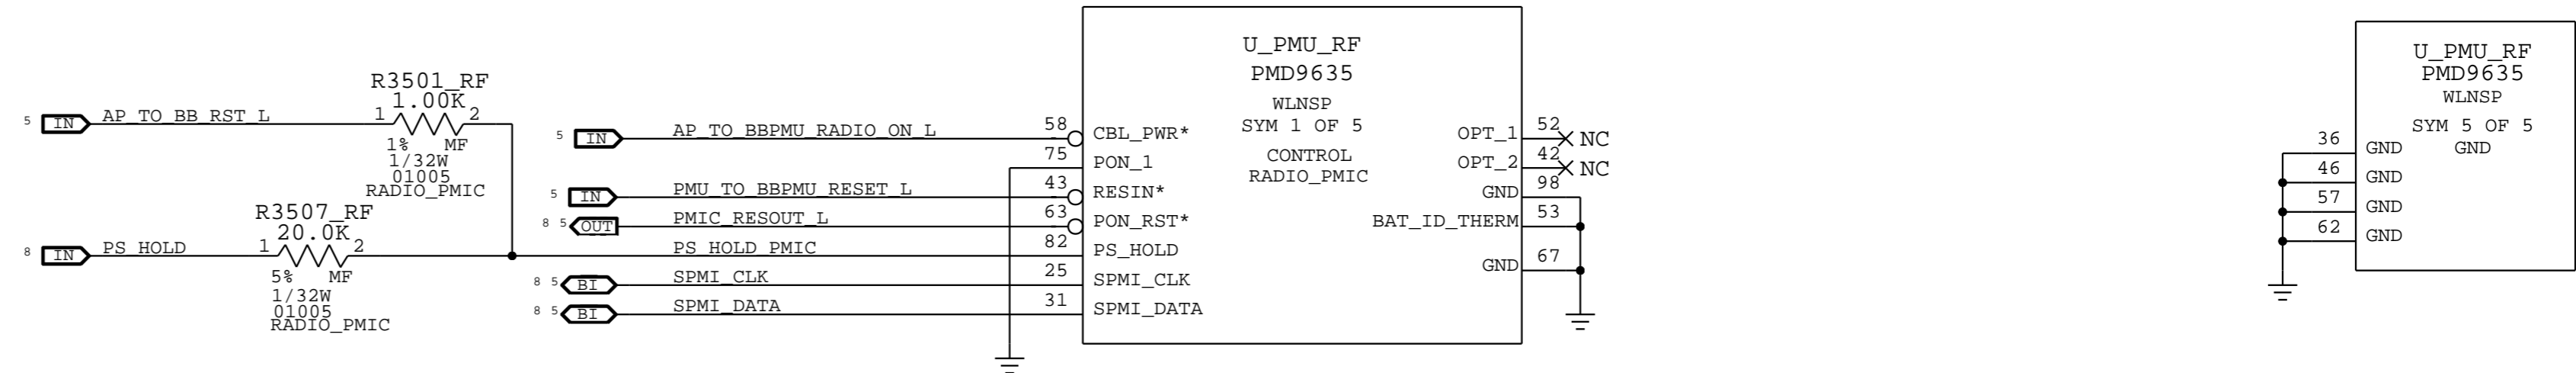 U_PMU_RF
PMD9635
WLNSP
SYM 1 OF 5
CONTROL
RADIO_PMIC
R3501_RF
1.00K
1 2
1% MF
1/32W
01005
RADIO_PMIC
5 IN AP_TO_BB_RST_L
R3507_RF
20.0K
1 2
5% MF
1/32W
01005
RADIO_PMIC
8 IN PS_HOLD
5 IN AP_TO_BBPMU_RADIO_ON_L 58 CBL_PWR*
75 PON_1
5 IN PMU_TO_BBPMU_RESET_L 43 RESIN*
8 5 OUT PMIC_RESOUT_L 63 PON_RST*
PS_HOLD_PMIC 82 PS_HOLD
8 5 BI SPMI_CLK 25 SPMI_CLK
8 5 BI SPMI_DATA 31 SPMI_DATA
OPT_1 52 NC
OPT_2 42 NC
GND 98
BAT_ID_THERM 53
GND 67
U_PMU_RF
PMD9635
WLNSP
SYM 5 OF 5
GND
36 GND
46 GND
57 GND
62 GND